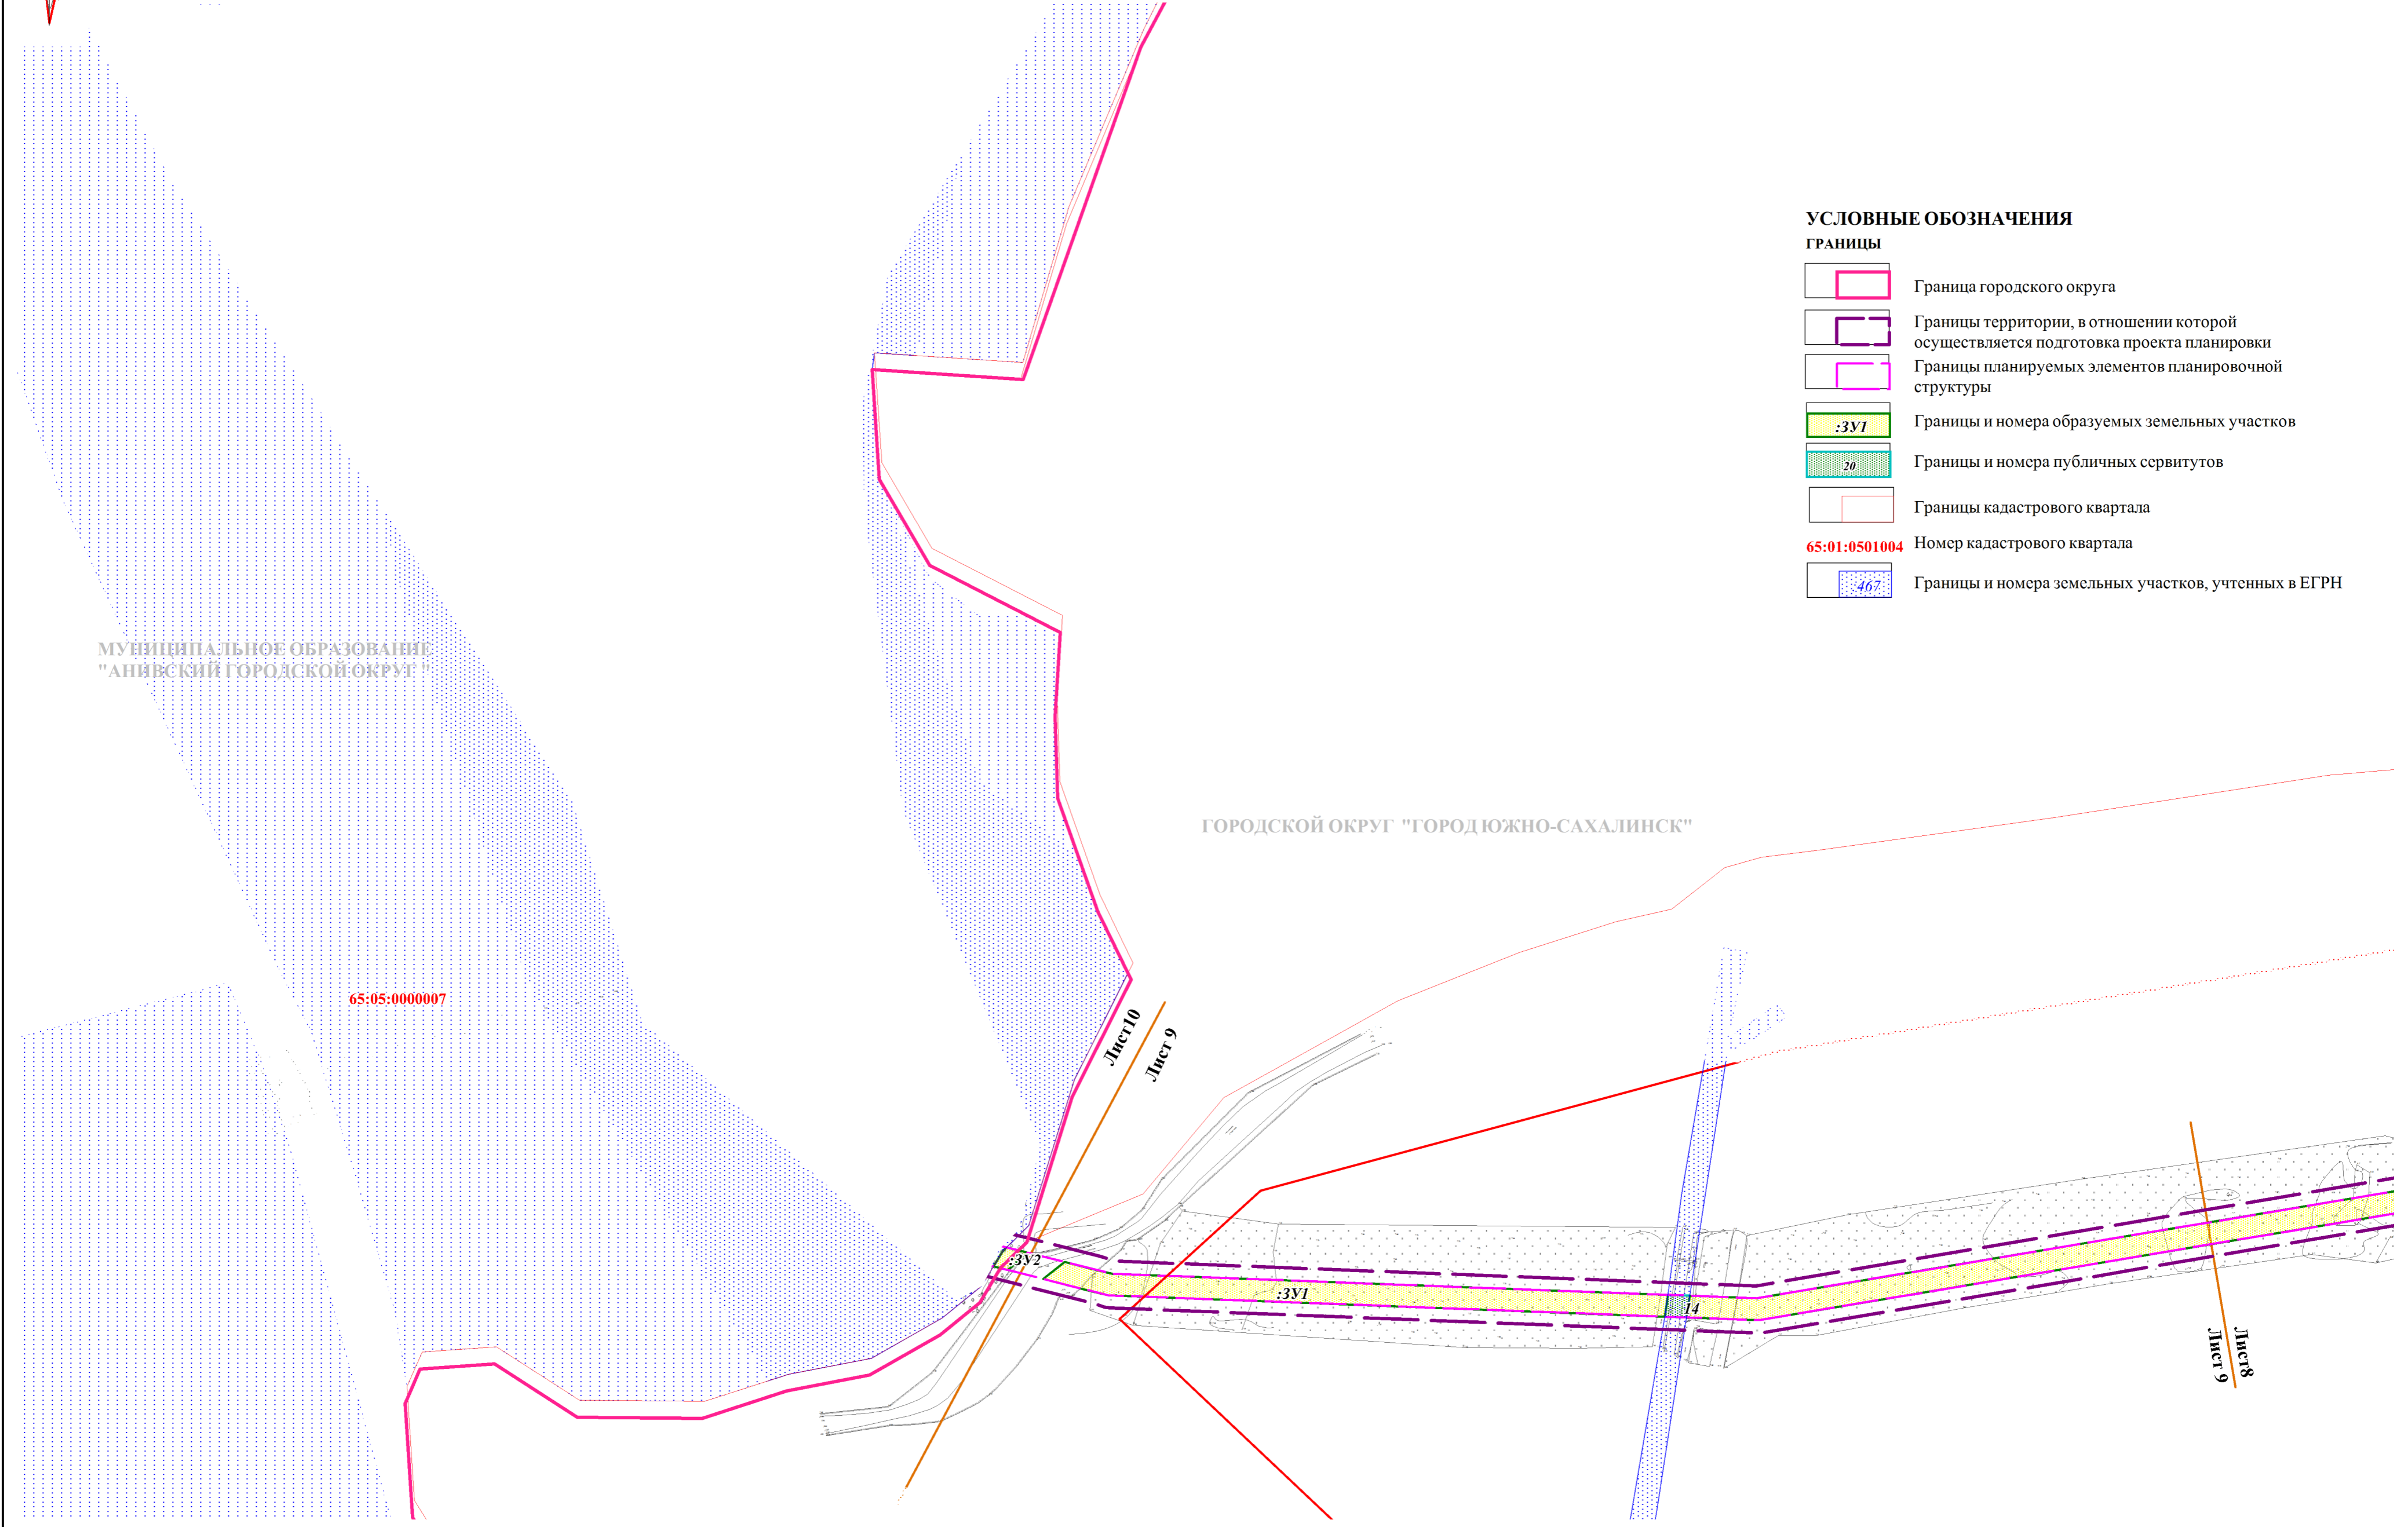 УСЛОВНЫЕ ОБОЗНАЧЕНИЯ
ГРАНИЦЫ
Граница городского округа
Границы территории, в отношении которой
осуществляется подготовка проекта планировки
Границы планируемых элементов планировочной
структуры
:ЗУ1
Границы и номера образуемых земельных участков
20
Границы и номера публичных сервитутов
Границы кадастрового квартала
65:01:0501004
Номер кадастрового квартала
:467
Границы и номера земельных участков, учтенных в ЕГРН
МУНИЦИПАЛЬНОЕ ОБРАЗОВАНИЕ
"АНИВСКИЙ ГОРОДСКОЙ ОКРУГ "
ГОРОДСКОЙ ОКРУГ "ГОРОД ЮЖНО-САХАЛИНСК"
65:05:0000007
Лист10
Лист 9
:ЗУ2
:ЗУ1
14
Лист8
Лист 9